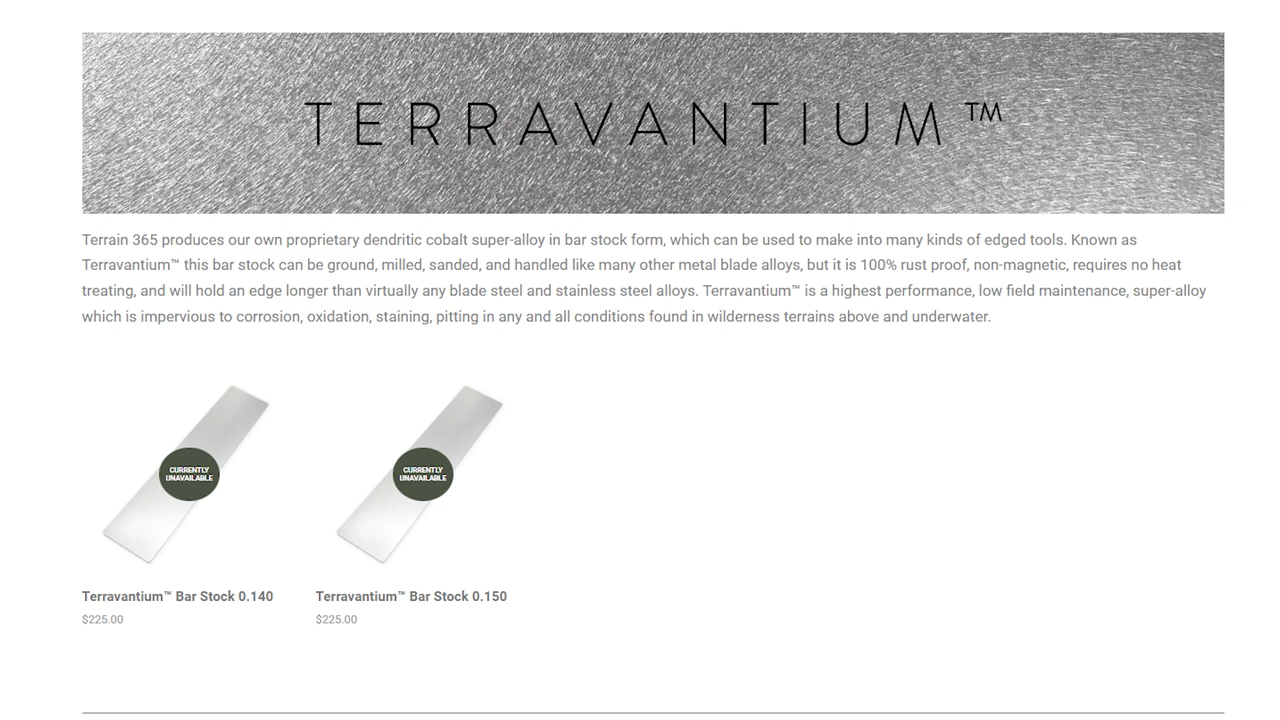 TERRAVANTIUM™
Terrain 365 produces our own proprietary dendritic cobalt super-alloy in bar stock form, which can be used to make into many kinds of edged tools. Known as
Terravantium™ this bar stock can be ground, milled, sanded, and handled like many other metal blade alloys, but it is 100% rust proof, non-magnetic, requires no heat
treating, and will hold an edge longer than virtually any blade steel and stainless steel alloys. Terravantium™ is a highest performance, low field maintenance, super-alloy
which is impervious to corrosion, oxidation, staining, pitting in any and all conditions found in wilderness terrains above and underwater.
CURRENTLY
UNAVAILABLE
CURRENTLY
UNAVAILABLE
Terravantium™ Bar Stock 0.140
$225.00
Terravantium™ Bar Stock 0.150
$225.00